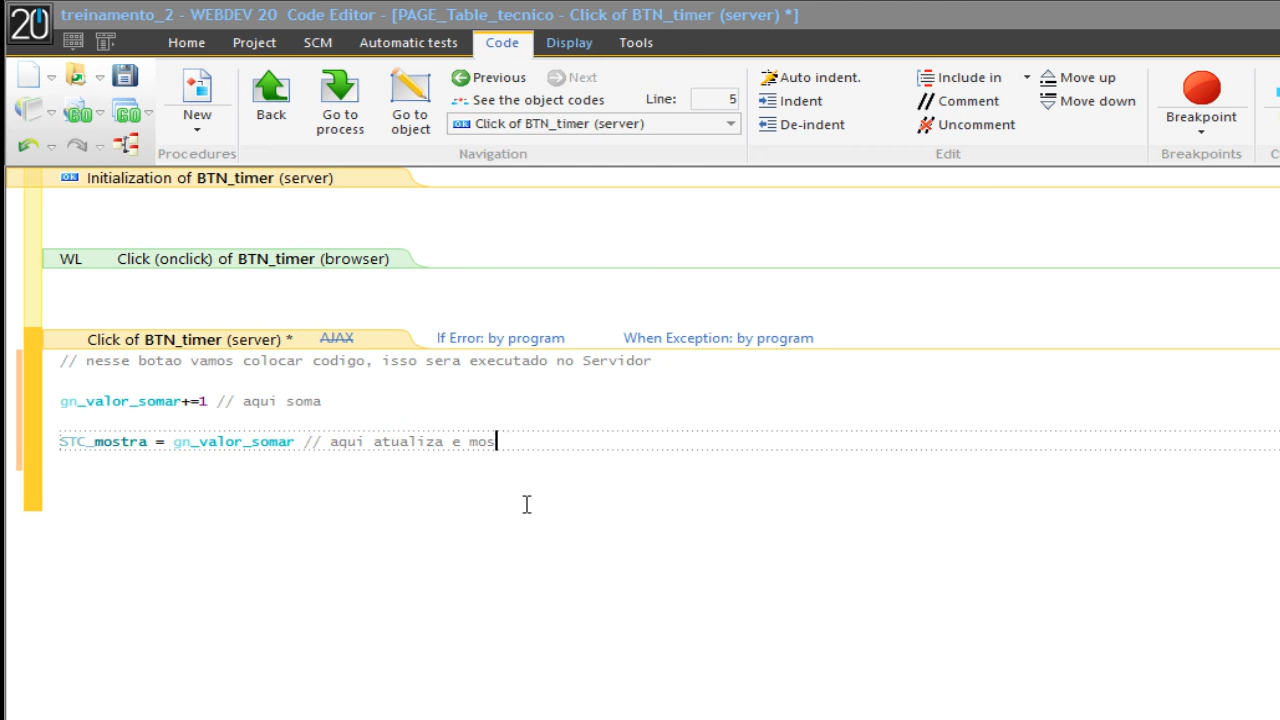 20 treinamento_2 - WEBDEV 20 Code Editor - [PAGE_Table_tecnico - Click of BTN_timer (server) *]
Home Project SCM Automatic tests Code Display Tools
New
Procedures
Back
Go to process
Go to object
Previous Next
See the object codes Line: 5
Click of BTN_timer (server)
Navigation
Auto indent. Include in Move up
Indent // Comment Move down
De-indent Uncomment
Edit
Breakpoint
Breakpoints
GO GO
OK Initialization of BTN_timer (server)
WL Click (onclick) of BTN_timer (browser)
Click of BTN_timer (server) * AJAX If Error: by program When Exception: by program
// nesse botao vamos colocar codigo, isso sera executado no Servidor
gn_valor_somar+=1 // aqui soma
STC_mostra = gn_valor_somar // aqui atualiza e mos